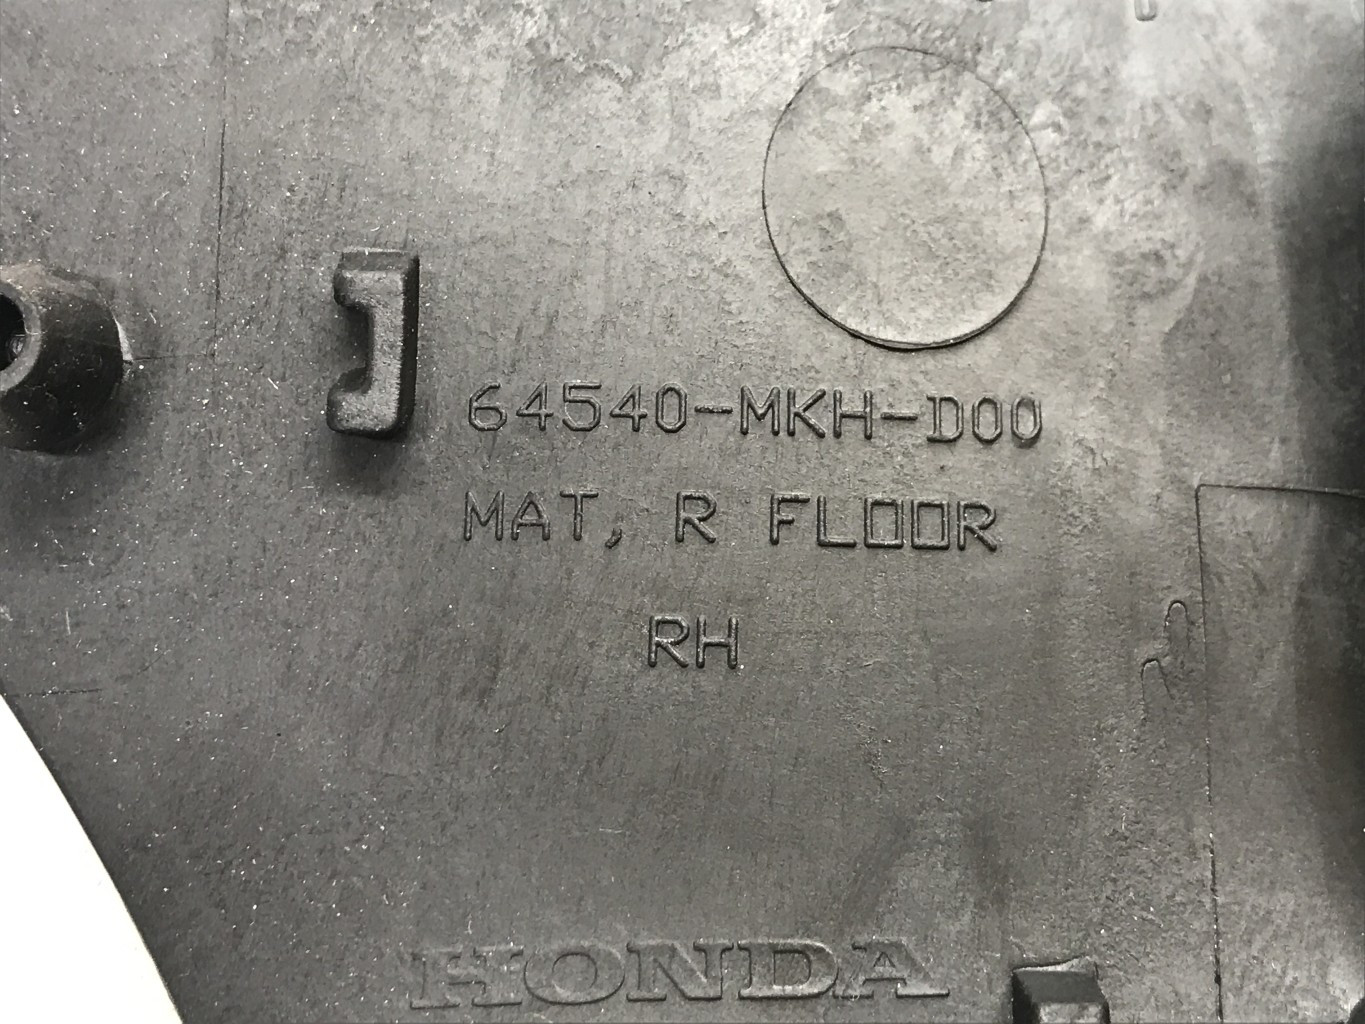 64540-MKH-D00
MAT, R FLOOR
RH
HONDA